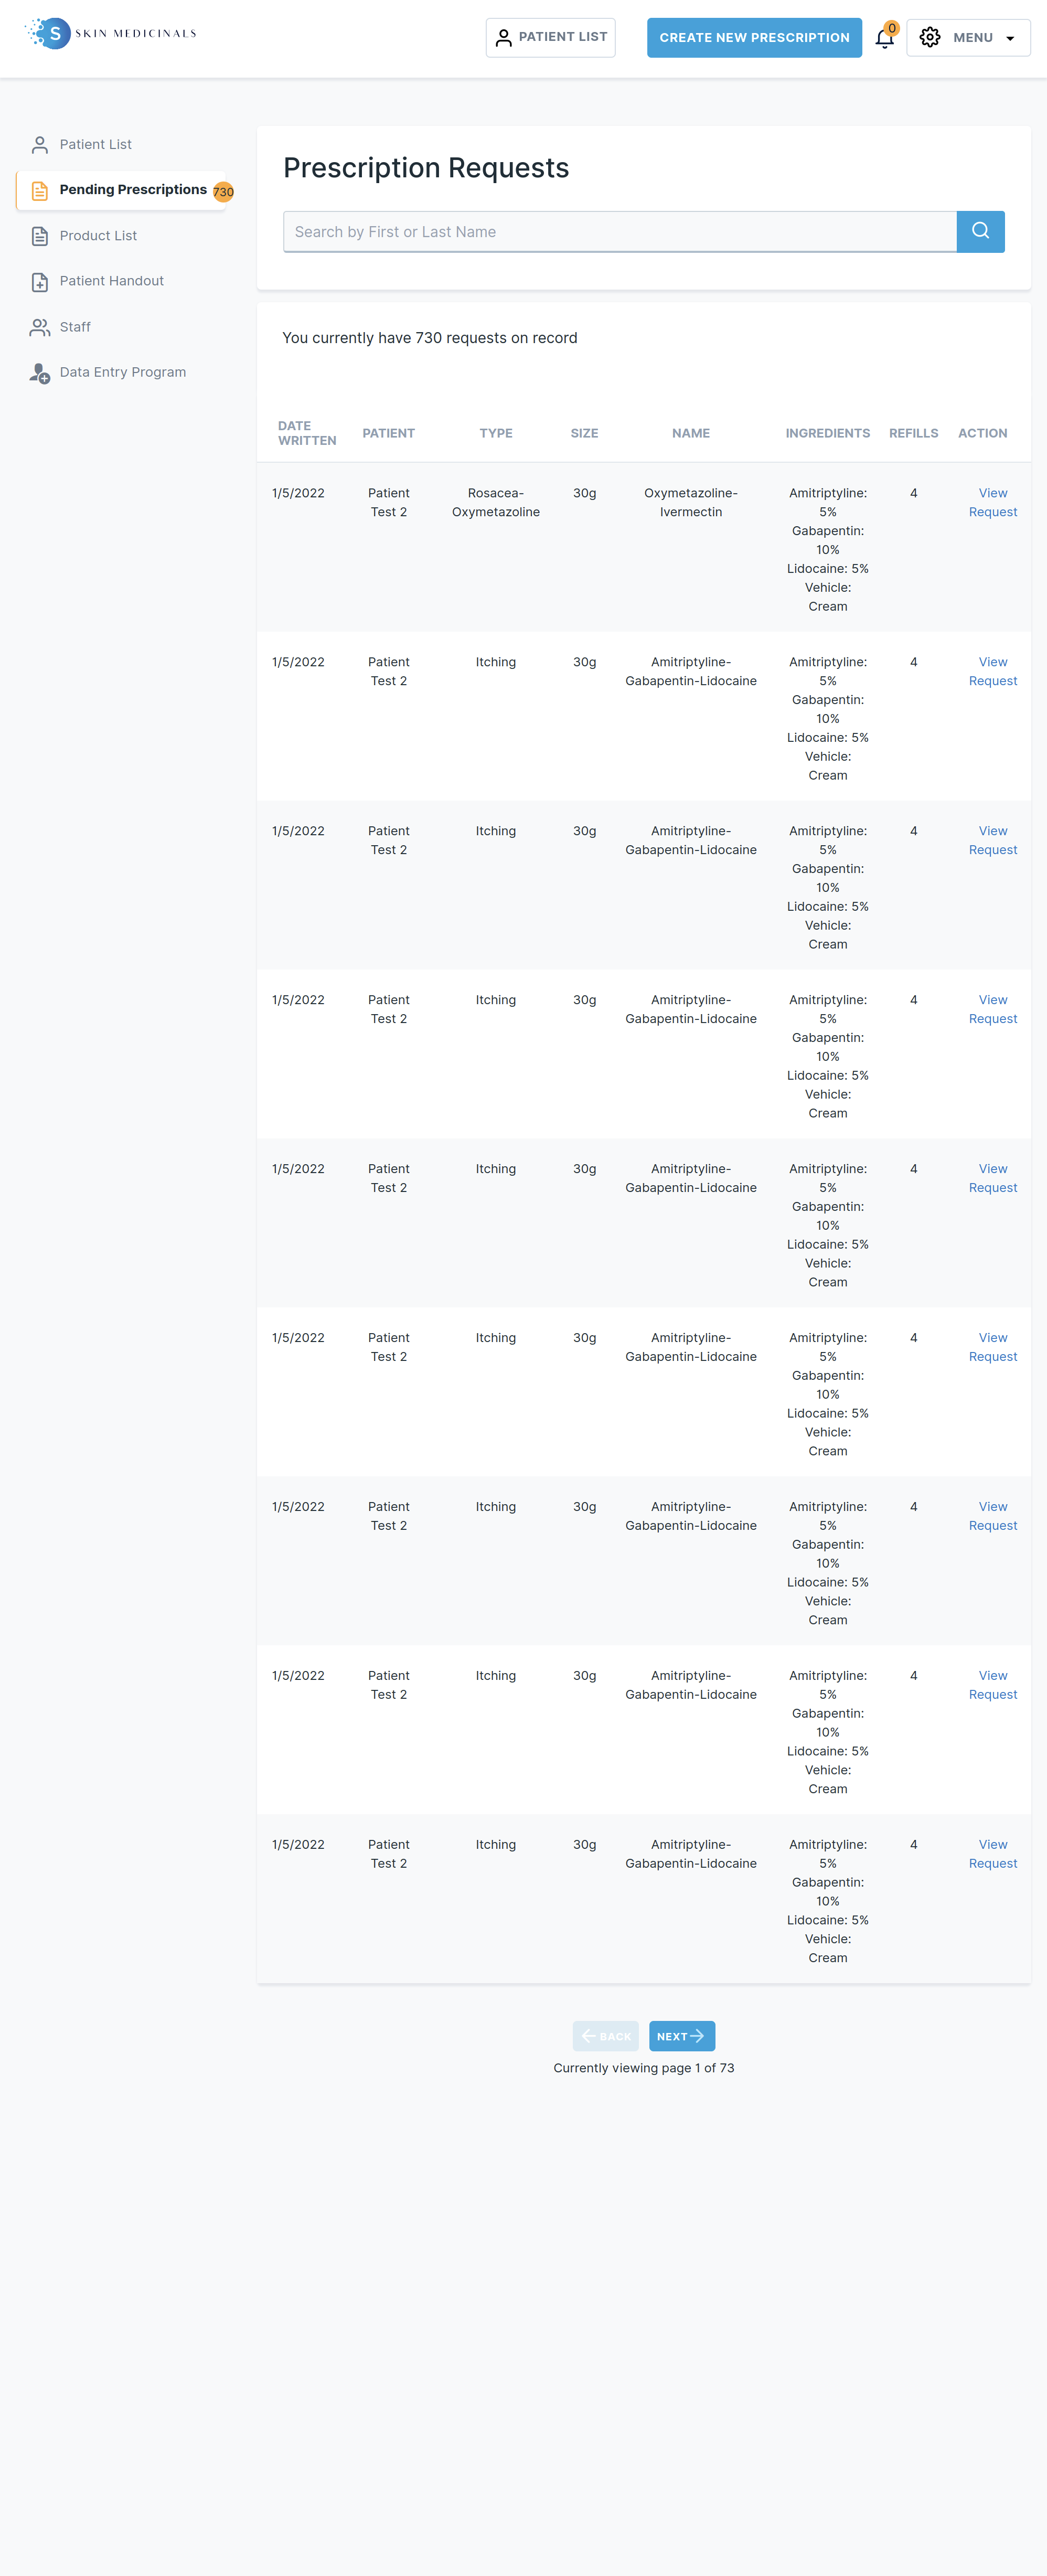 S SKIN MEDICINALS
PATIENT LIST
CREATE NEW PRESCRIPTION
0
MENU
Patient List
Pending Prescriptions 730
Product List
Patient Handout
Staff
Data Entry Program
Prescription Requests
Search by First or Last Name
You currently have 730 requests on record
DATE WRITTEN PATIENT TYPE SIZE NAME INGREDIENTS REFILLS ACTION
1/5/2022 Patient Rosacea- 30g Oxymetazoline- Amitriptyline: 4 View
Test 2 Oxymetazoline Ivermectin 5% Request
Gabapentin:
10%
Lidocaine: 5%
Vehicle:
Cream
1/5/2022 Patient Itching 30g Amitriptyline- Amitriptyline: 4 View
Test 2 Gabapentin-Lidocaine 5% Request
Gabapentin:
10%
Lidocaine: 5%
Vehicle:
Cream
1/5/2022 Patient Itching 30g Amitriptyline- Amitriptyline: 4 View
Test 2 Gabapentin-Lidocaine 5% Request
Gabapentin:
10%
Lidocaine: 5%
Vehicle:
Cream
1/5/2022 Patient Itching 30g Amitriptyline- Amitriptyline: 4 View
Test 2 Gabapentin-Lidocaine 5% Request
Gabapentin:
10%
Lidocaine: 5%
Vehicle:
Cream
1/5/2022 Patient Itching 30g Amitriptyline- Amitriptyline: 4 View
Test 2 Gabapentin-Lidocaine 5% Request
Gabapentin:
10%
Lidocaine: 5%
Vehicle:
Cream
1/5/2022 Patient Itching 30g Amitriptyline- Amitriptyline: 4 View
Test 2 Gabapentin-Lidocaine 5% Request
Gabapentin:
10%
Lidocaine: 5%
Vehicle:
Cream
1/5/2022 Patient Itching 30g Amitriptyline- Amitriptyline: 4 View
Test 2 Gabapentin-Lidocaine 5% Request
Gabapentin:
10%
Lidocaine: 5%
Vehicle:
Cream
1/5/2022 Patient Itching 30g Amitriptyline- Amitriptyline: 4 View
Test 2 Gabapentin-Lidocaine 5% Request
Gabapentin:
10%
Lidocaine: 5%
Vehicle:
Cream
1/5/2022 Patient Itching 30g Amitriptyline- Amitriptyline: 4 View
Test 2 Gabapentin-Lidocaine 5% Request
Gabapentin:
10%
Lidocaine: 5%
Vehicle:
Cream
BACK NEXT
Currently viewing page 1 of 73